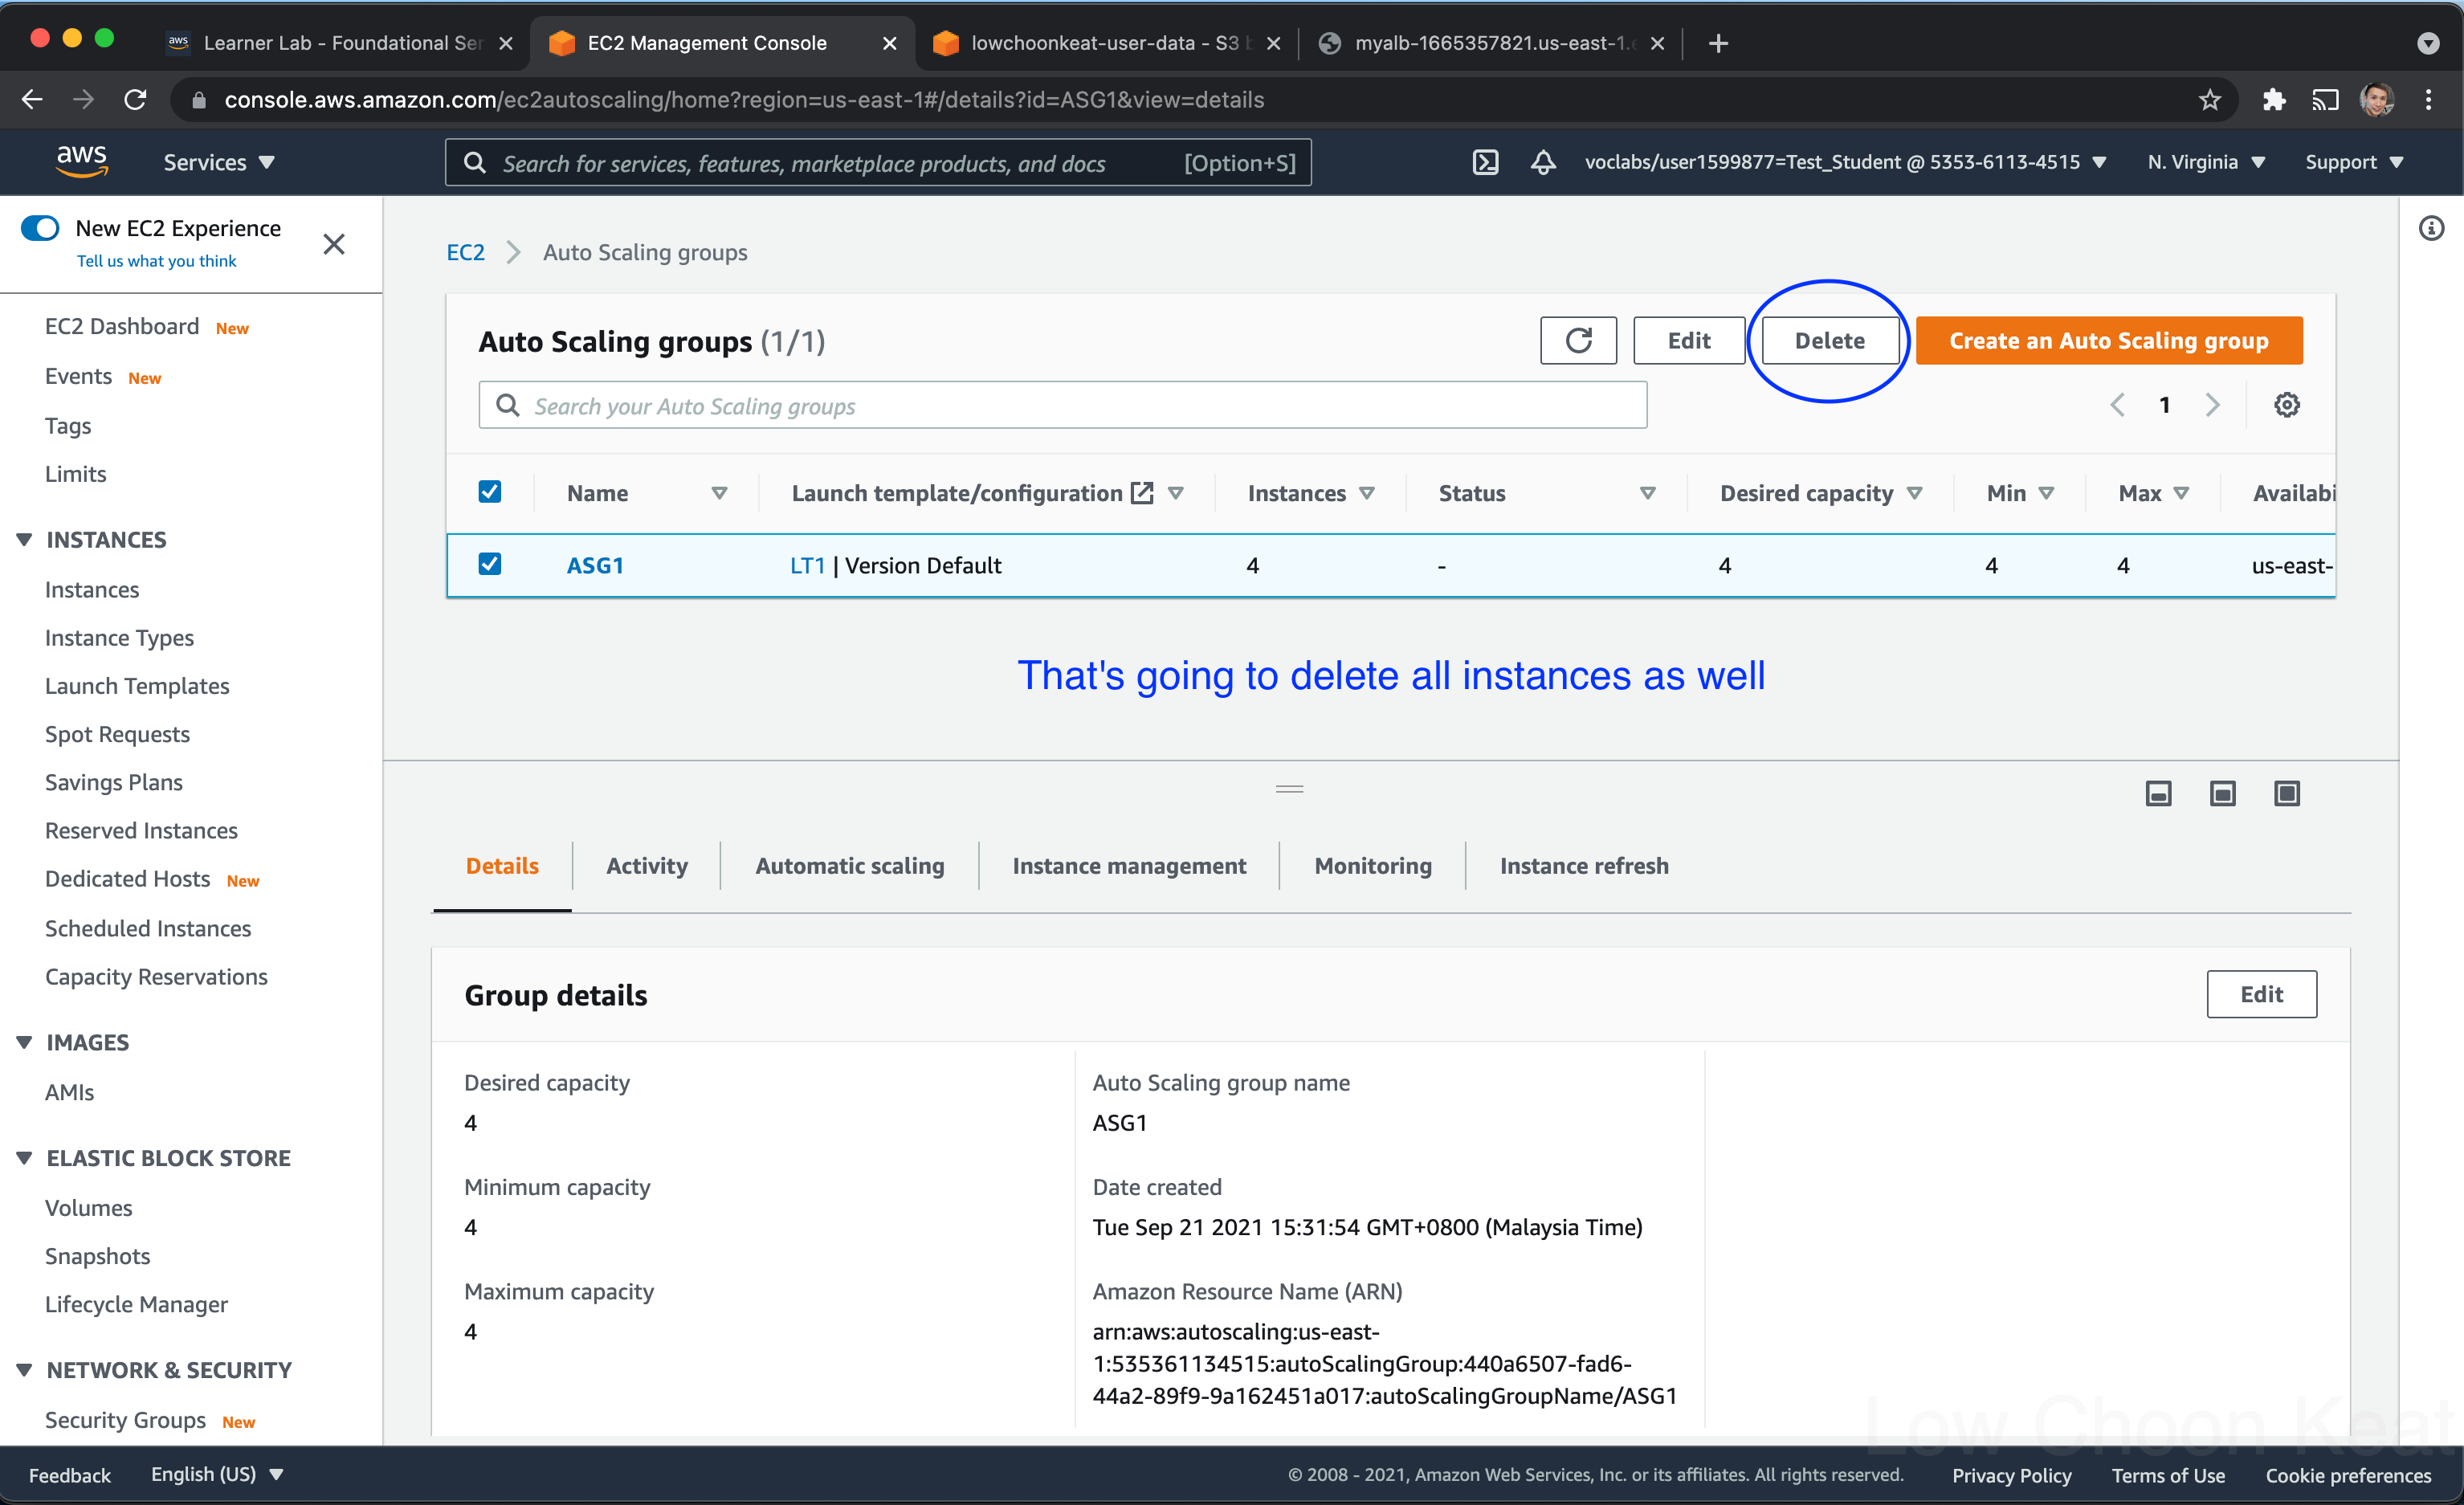 aws Learner Lab - Foundational Ser
EC2 Management Console
lowchoonkeat-user-data - S3 b
myalb-1665357821.us-east-1.e
console.aws.amazon.com/ec2autoscaling/home?region=us-east-1#/details?id=ASG1&view=details
aws Services Search for services, features, marketplace products, and docs [Option+S] voclabs/user1599877=Test_Student @ 5353-6113-4515 N. Virginia Support
New EC2 Experience
Tell us what you think
EC2 Dashboard New
Events New
Tags
Limits
INSTANCES
Instances
Instance Types
Launch Templates
Spot Requests
Savings Plans
Reserved Instances
Dedicated Hosts New
Scheduled Instances
Capacity Reservations
IMAGES
AMIs
ELASTIC BLOCK STORE
Volumes
Snapshots
Lifecycle Manager
NETWORK & SECURITY
Security Groups New
EC2 Auto Scaling groups
Auto Scaling groups (1/1) Edit Delete Create an Auto Scaling group
Search your Auto Scaling groups 1
Name Launch template/configuration Instances Status Desired capacity Min Max Availabi
ASG1 LT1 | Version Default 4 - 4 4 4 us-east-
That's going to delete all instances as well
Details Activity Automatic scaling Instance management Monitoring Instance refresh
Group details Edit
Desired capacity
4
Minimum capacity
4
Maximum capacity
4
Auto Scaling group name
ASG1
Date created
Tue Sep 21 2021 15:31:54 GMT+0800 (Malaysia Time)
Amazon Resource Name (ARN)
arn:aws:autoscaling:us-east-
1:535361134515:autoScalingGroup:440a6507-fad6-
44a2-89f9-9a162451a017:autoScalingGroupName/ASG1
Low Choon Keat
Feedback English (US) © 2008 - 2021, Amazon Web Services, Inc. or its affiliates. All rights reserved. Privacy Policy Terms of Use Cookie preferences